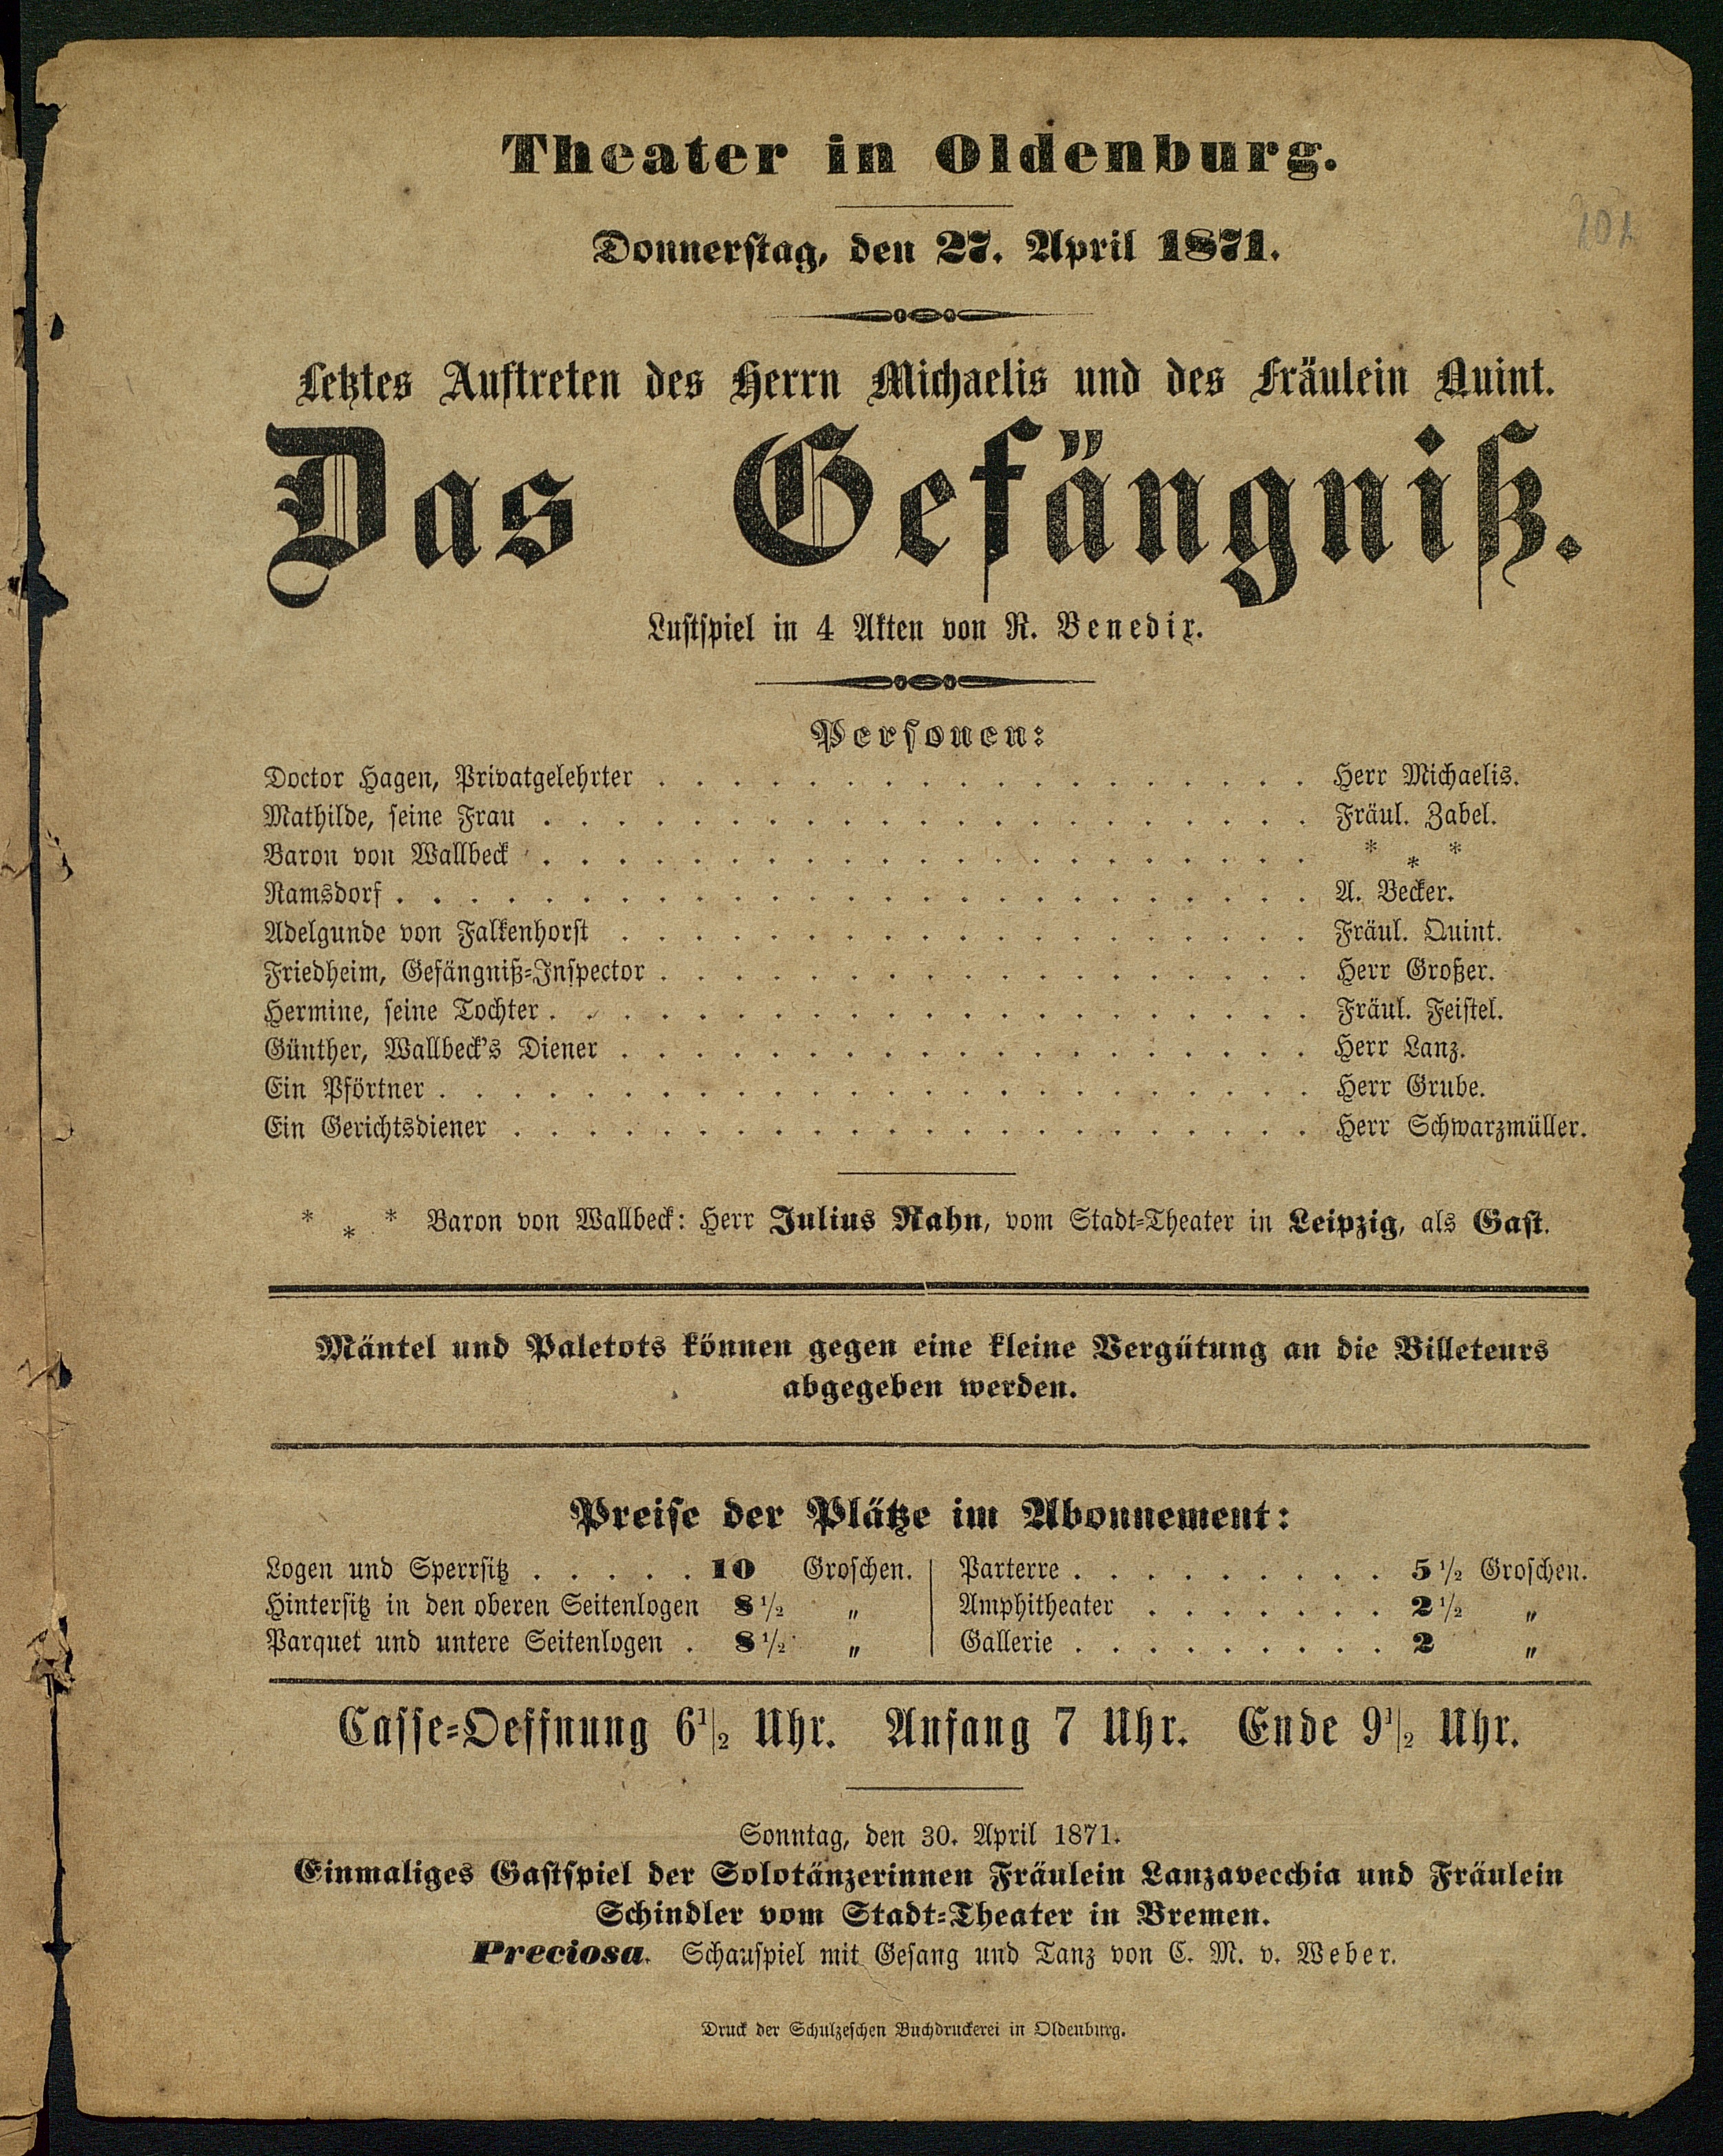 Theater in Oldenburg.
Donnerstag, den 27. April 1871.
Letztes Auftreten des Herrn Michaelis und des Fräulein Quint.
Das Gefängniß.
Lustspiel in 4 Akten von R. Benedix.
Personen:
Doctor Hagen, Privatgelehrter . . . . . . . . . . . . . . . . . . Herr Michaelis.
Mathilde, seine Frau . . . . . . . . . . . . . . . . . . . . . Fräul. Zabel.
Baron von Wallbeck . . . . . . . . . . . . . . . . . . . . . * * *
Ramsdorf . . . . . . . . . . . . . . . . . . . . . . . . . A. Becker.
Adelgunde von Falkenhorst . . . . . . . . . . . . . . . . . . . Fräul. Quint.
Friedheim, Gefängniß-Inspector . . . . . . . . . . . . . . . . . . Herr Großer.
Hermine, seine Tochter . . . . . . . . . . . . . . . . . . . . . Fräul. Feistel.
Günther, Wallbeck's Diener . . . . . . . . . . . . . . . . . . . Herr Lanz.
Ein Pförtner . . . . . . . . . . . . . . . . . . . . . . . . Herr Grube.
Ein Gerichtsdiener . . . . . . . . . . . . . . . . . . . . . . Herr Schwarzmüller.
* * * Baron von Wallbeck: Herr Julius Rahn, vom Stadt-Theater in Leipzig, als Gast.
Mäntel und Paletots können gegen eine kleine Vergütung an die Billeteurs
abgegeben werden.
Preise der Plätze im Abonnement:
Logen und Sperrsitz . . . . . 10 Groschen.
Hintersitz in den oberen Seitenlogen 8 1/2 "
Parquet und untere Seitenlogen . 8 1/2 "
Parterre . . . . . . . . . 5 1/2 Groschen.
Amphitheater . . . . . . . 2 1/2 "
Gallerie . . . . . . . . . 2 "
Casse-Oeffnung 6 1/2 Uhr. Anfang 7 Uhr. Ende 9 1/2 Uhr.
Sonntag, den 30. April 1871.
Einmaliges Gastspiel der Solotänzerinnen Fräulein Lanzavecchia und Fräulein
Schindler vom Stadt-Theater in Bremen.
Preciosa. Schauspiel mit Gesang und Tanz von C. M. v. Weber.
Druck der Schulzeschen Buchdruckerei in Oldenburg.